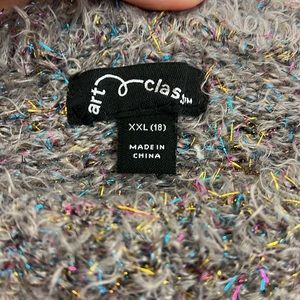 art class™
XXL (18)
MADE IN
CHINA